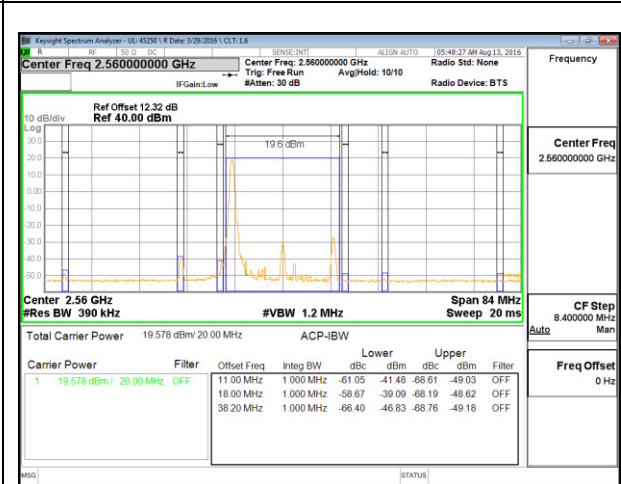 Keysight Spectrum Analyzer - UL: 45250 \ R Date: 3/29/2016 \ CLT: 1.6
R RF 50 Ω DC SENSE:INT ALIGN AUTO 05:48:27 AM Aug 13, 2016
Center Freq 2.560000000 GHz
Center Freq: 2.560000000 GHz Radio Std: None
Trig: Free Run Avg|Hold: 10/10
IFGain:Low #Atten: 30 dB Radio Device: BTS
Frequency
Ref Offset 12.32 dB
10 dB/div Ref 40.00 dBm
Log
30.0
20.0
10.0
0.00
-10.0
-20.0
-30.0
-40.0
-50.0
19.6 dBm
Center Freq
2.560000000 GHz
Center 2.56 GHz Span 84 MHz
#Res BW 390 kHz #VBW 1.2 MHz Sweep 20 ms
CF Step
8.400000 MHz
Auto Man
Total Carrier Power 19.578 dBm/ 20.00 MHz ACP-IBW
Lower Upper
Carrier Power Filter Offset Freq Integ BW dBc dBm dBc dBm Filter
1 19.578 dBm / 20.00 MHz OFF 11.00 MHz 1.000 MHz -61.05 -41.48 -68.61 -49.03 OFF
18.00 MHz 1.000 MHz -58.67 -39.09 -68.19 -48.62 OFF
38.20 MHz 1.000 MHz -66.40 -46.83 -68.76 -49.18 OFF
Freq Offset
0 Hz
MSG STATUS